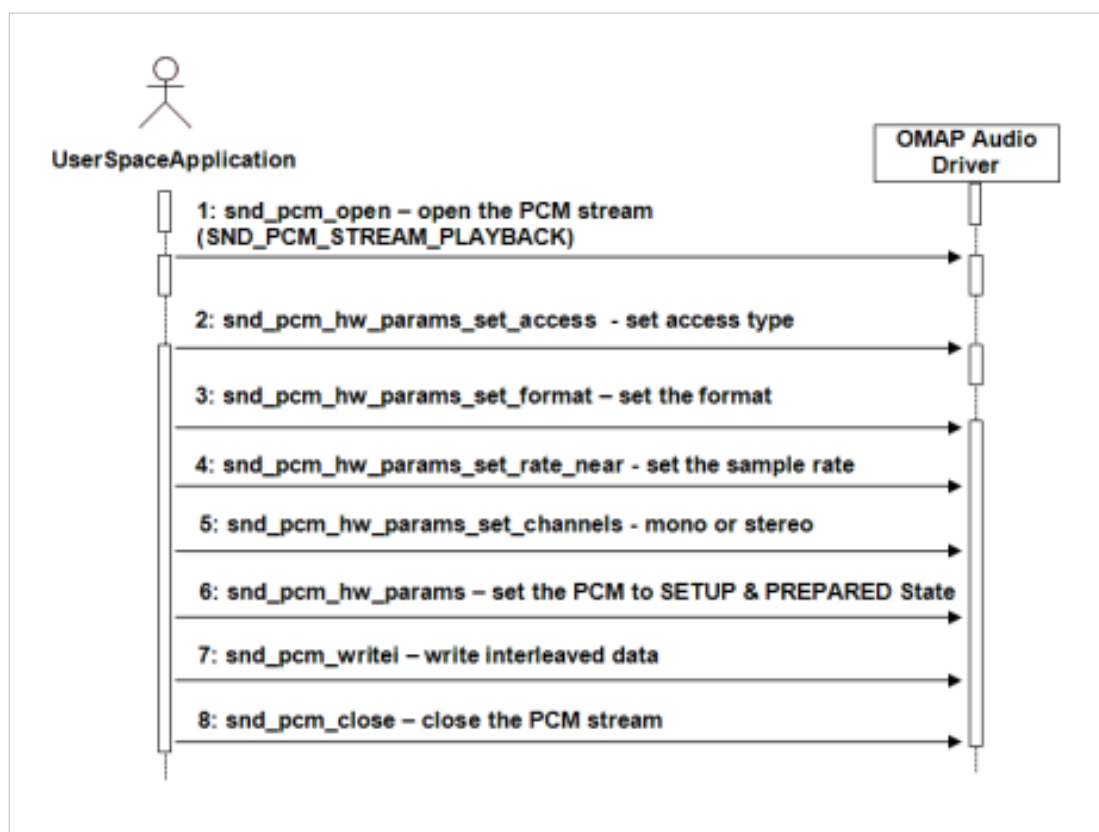 UserSpaceApplication
OMAP Audio
Driver
1: snd_pcm_open – open the PCM stream
(SND_PCM_STREAM_PLAYBACK)
2: snd_pcm_hw_params_set_access - set access type
3: snd_pcm_hw_params_set_format – set the format
4: snd_pcm_hw_params_set_rate_near - set the sample rate
5: snd_pcm_hw_params_set_channels - mono or stereo
6: snd_pcm_hw_params – set the PCM to SETUP & PREPARED State
7: snd_pcm_writei – write interleaved data
8: snd_pcm_close – close the PCM stream